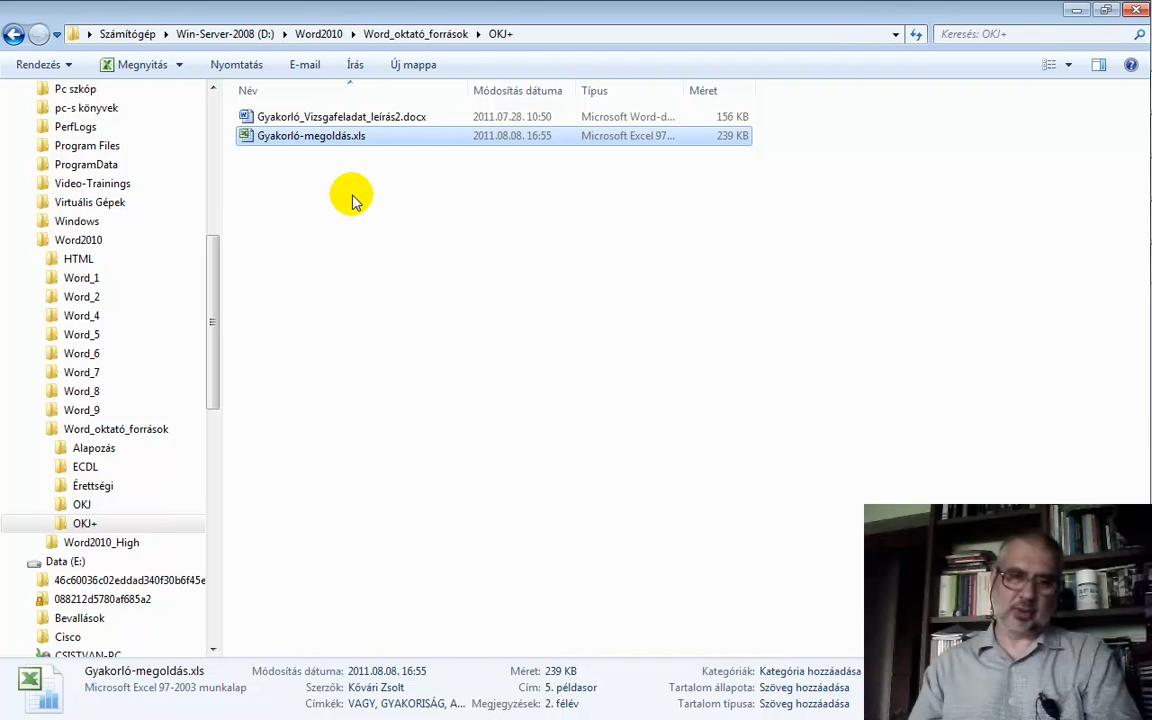 Számítógép Win-Server-2008 (D:) Word2010 Word_oktató_források OKJ+
Keresés: OKJ+
Rendezés Megnyitás Nyomtatás E-mail Írás Új mappa
Név Módosítás dátuma Típus Méret
Gyakorló_Vizsgafeladat_leírás2.docx 2011.07.28. 10:50 Microsoft Word-d... 156 KB
Gyakorló-megoldás.xls 2011.08.08. 16:55 Microsoft Excel 97... 239 KB
Pc szkóp
pc-s könyvek
PerfLogs
Program Files
ProgramData
Video-Trainings
Virtuális Gépek
Windows
Word2010
HTML
Word_1
Word_2
Word_4
Word_5
Word_6
Word_7
Word_8
Word_9
Word_oktató_források
Alapozás
ECDL
Érettségi
OKJ
OKJ+
Word2010_High
Data (E:)
46c60036c02eddad340f30b6f45e
088212d5780af685a2
Bevallások
Cisco
CSISTVAN-PC
Gyakorló-megoldás.xls Módosítás dátuma: 2011.08.08. 16:55 Méret: 239 KB Kategóriák: Kategória hozzáadása
Microsoft Excel 97-2003 munkalap Szerzők: Kővári Zsolt Cím: 5. példasor Tartalom állapota: Szöveg hozzáadása
Címkék: VAGY, GYAKORISÁG, A... Megjegyzések: 2. félév Tartalom típusa: Szöveg hozzáadása